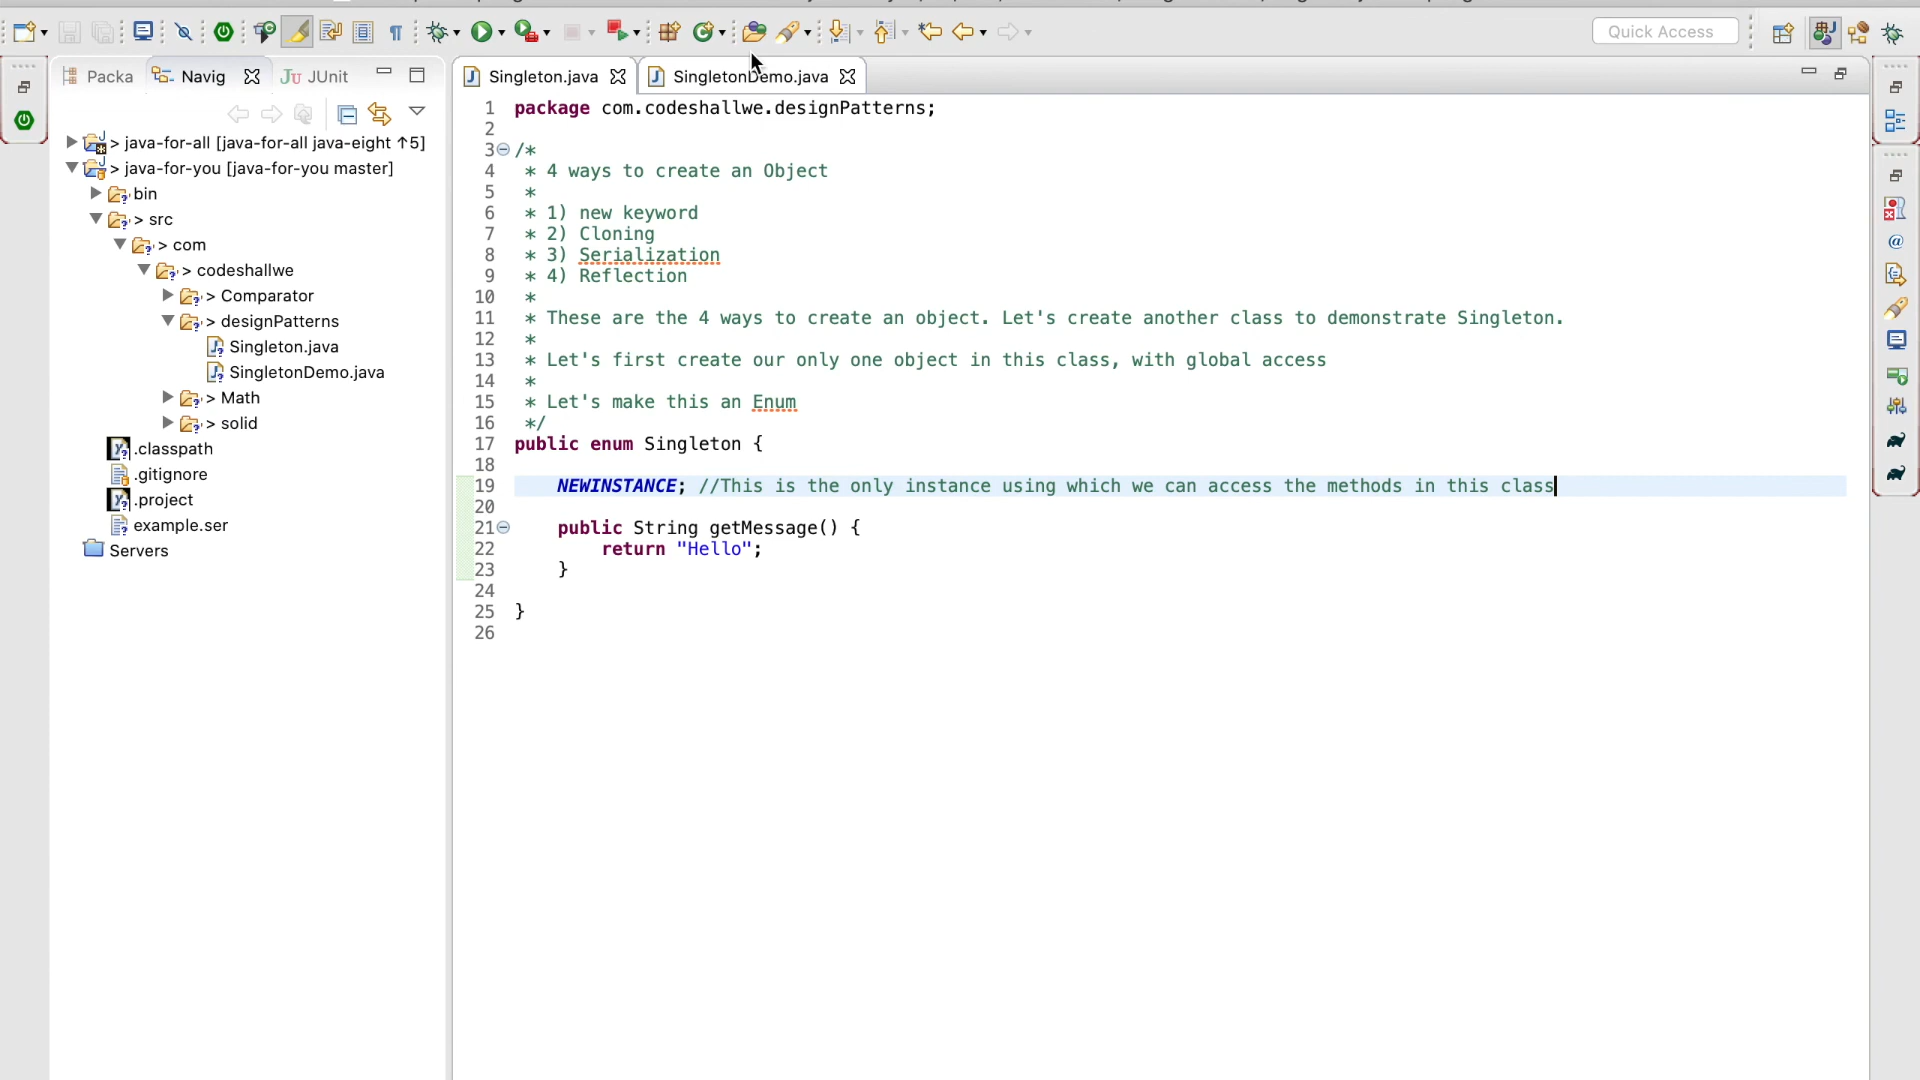 Quick Access
Packa
Navig
JUnit
Singleton.java
SingletonDemo.java
> java-for-all [java-for-all java-eight ↑5]
> java-for-you [java-for-you master]
bin
> src
> com
> codeshallwe
> Comparator
> designPatterns
Singleton.java
SingletonDemo.java
> Math
> solid
.classpath
.gitignore
.project
example.ser
Servers
1 package com.codeshallwe.designPatterns;
2
3 /*
4 * 4 ways to create an Object
5 *
6 * 1) new keyword
7 * 2) Cloning
8 * 3) Serialization
9 * 4) Reflection
10 *
11 * These are the 4 ways to create an object. Let's create another class to demonstrate Singleton.
12 *
13 * Let's first create our only one object in this class, with global access
14 *
15 * Let's make this an Enum
16 */
17 public enum Singleton {
18
19 NEWINSTANCE; //This is the only instance using which we can access the methods in this class
20
21 public String getMessage() {
22 return "Hello";
23 }
24
25 }
26